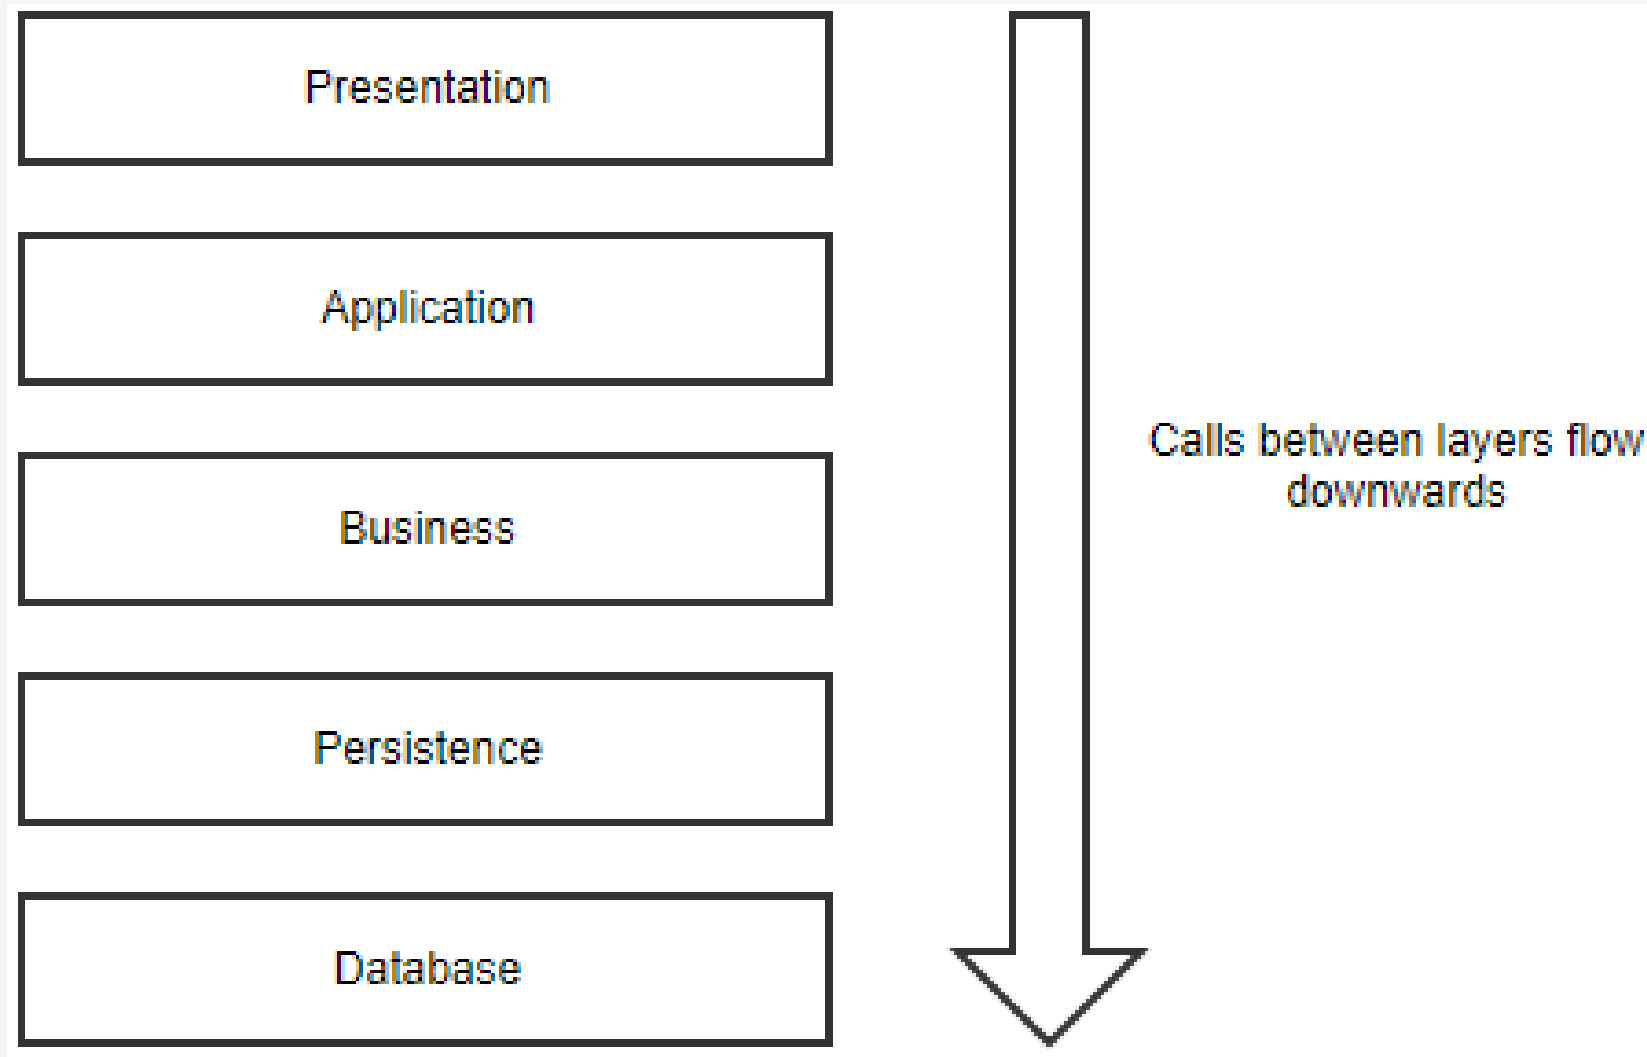 Presentation
Application
Business
Persistence
Database
Calls between layers flow
downwards